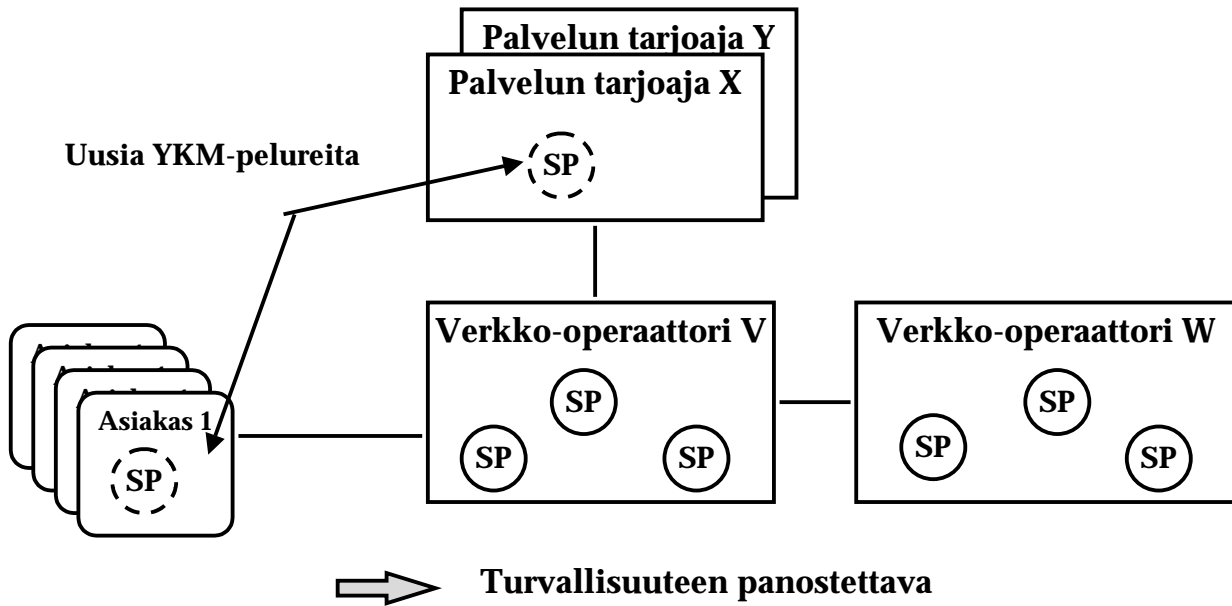 Palvelun tarjoaja Y
Palvelun tarjoaja X
Uusia YKM-pelureita
SP
Verkko-operaattori V
Verkko-operaattori W
SP
SP
SP
SP
SP
SP
Asiakas 1
SP
Turvallisuuteen panostettava